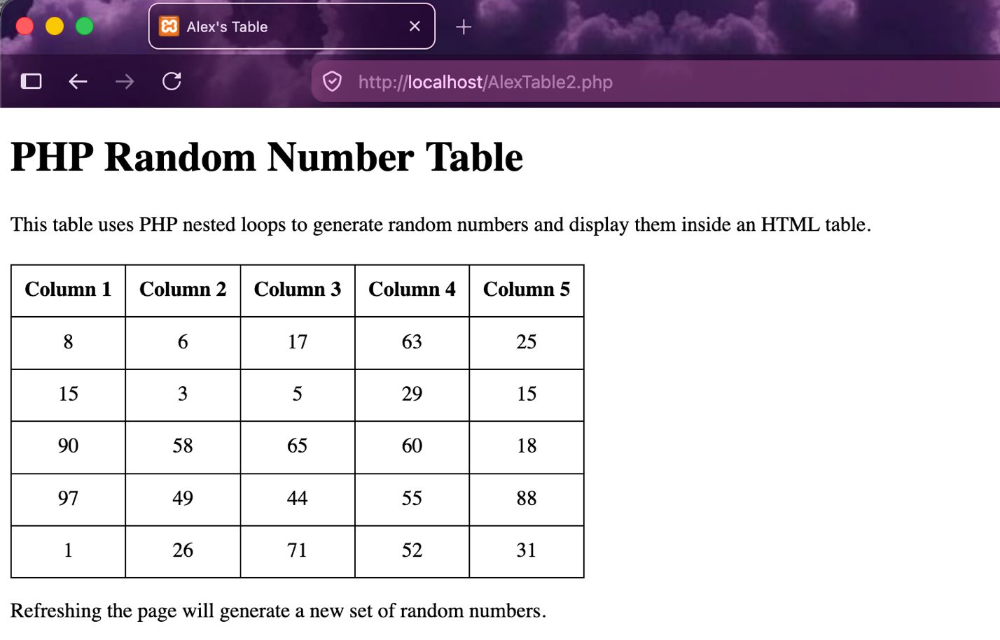 Alex's Table
http://localhost/AlexTable2.php
PHP Random Number Table
This table uses PHP nested loops to generate random numbers and display them inside an HTML table.
Column 1 Column 2 Column 3 Column 4 Column 5
8 6 17 63 25
15 3 5 29 15
90 58 65 60 18
97 49 44 55 88
1 26 71 52 31
Refreshing the page will generate a new set of random numbers.